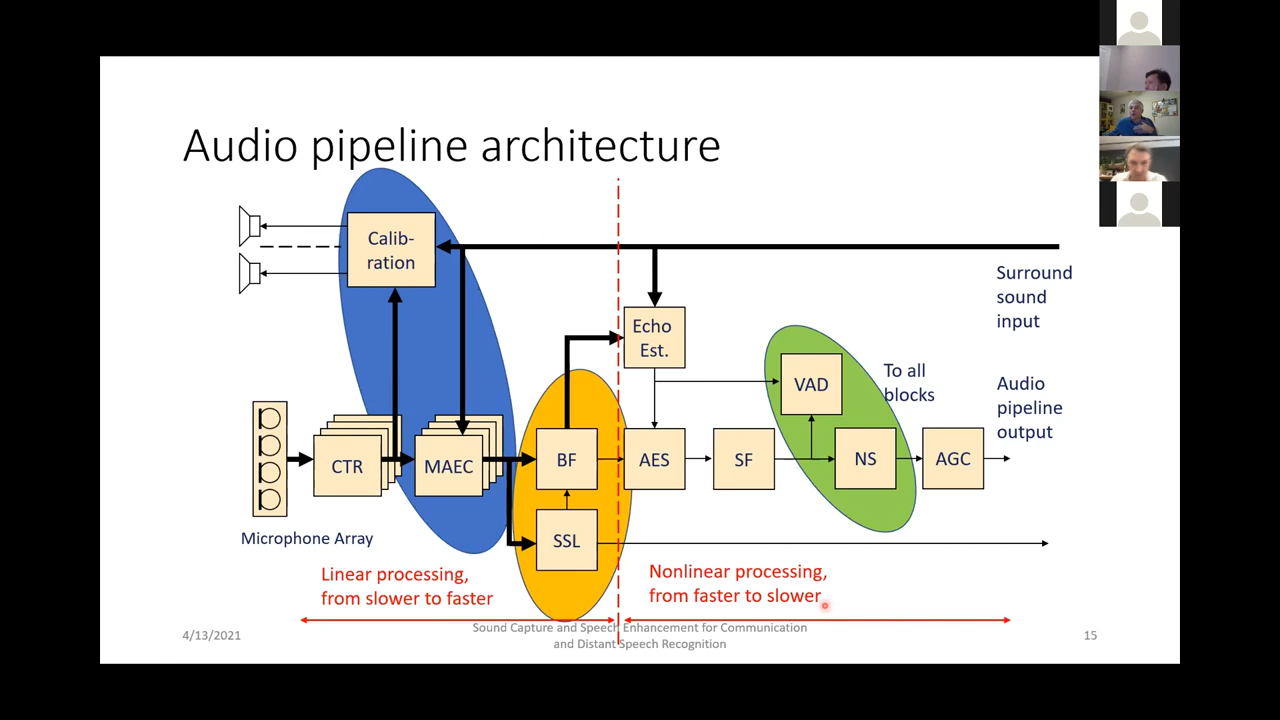 Audio pipeline architecture
Calib-
ration
Surround
sound
input
Echo
Est.
VAD
To all
blocks
Audio
pipeline
output
CTR
MAEC
BF
AES
SF
NS
AGC
SSL
Microphone Array
Linear processing,
from slower to faster
Nonlinear processing,
from faster to slower
4/13/2021
Sound Capture and Speech Enhancement for Communication
and Distant Speech Recognition
15